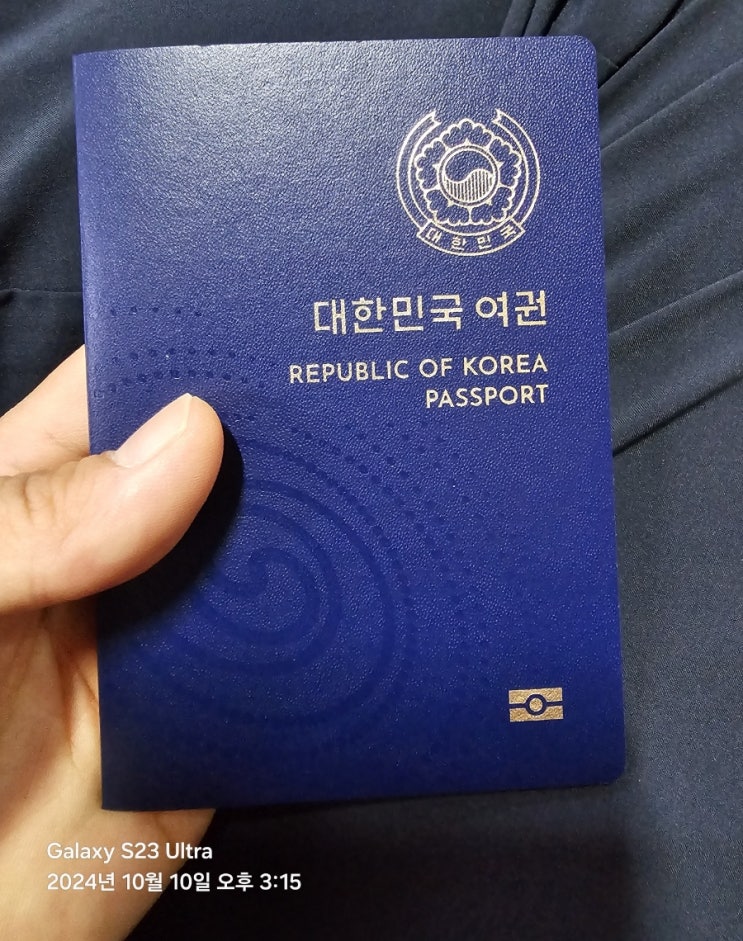 대한민국
대한민국 여권
REPUBLIC OF KOREA
PASSPORT
Galaxy S23 Ultra
2024년 10월 10일 오후 3:15